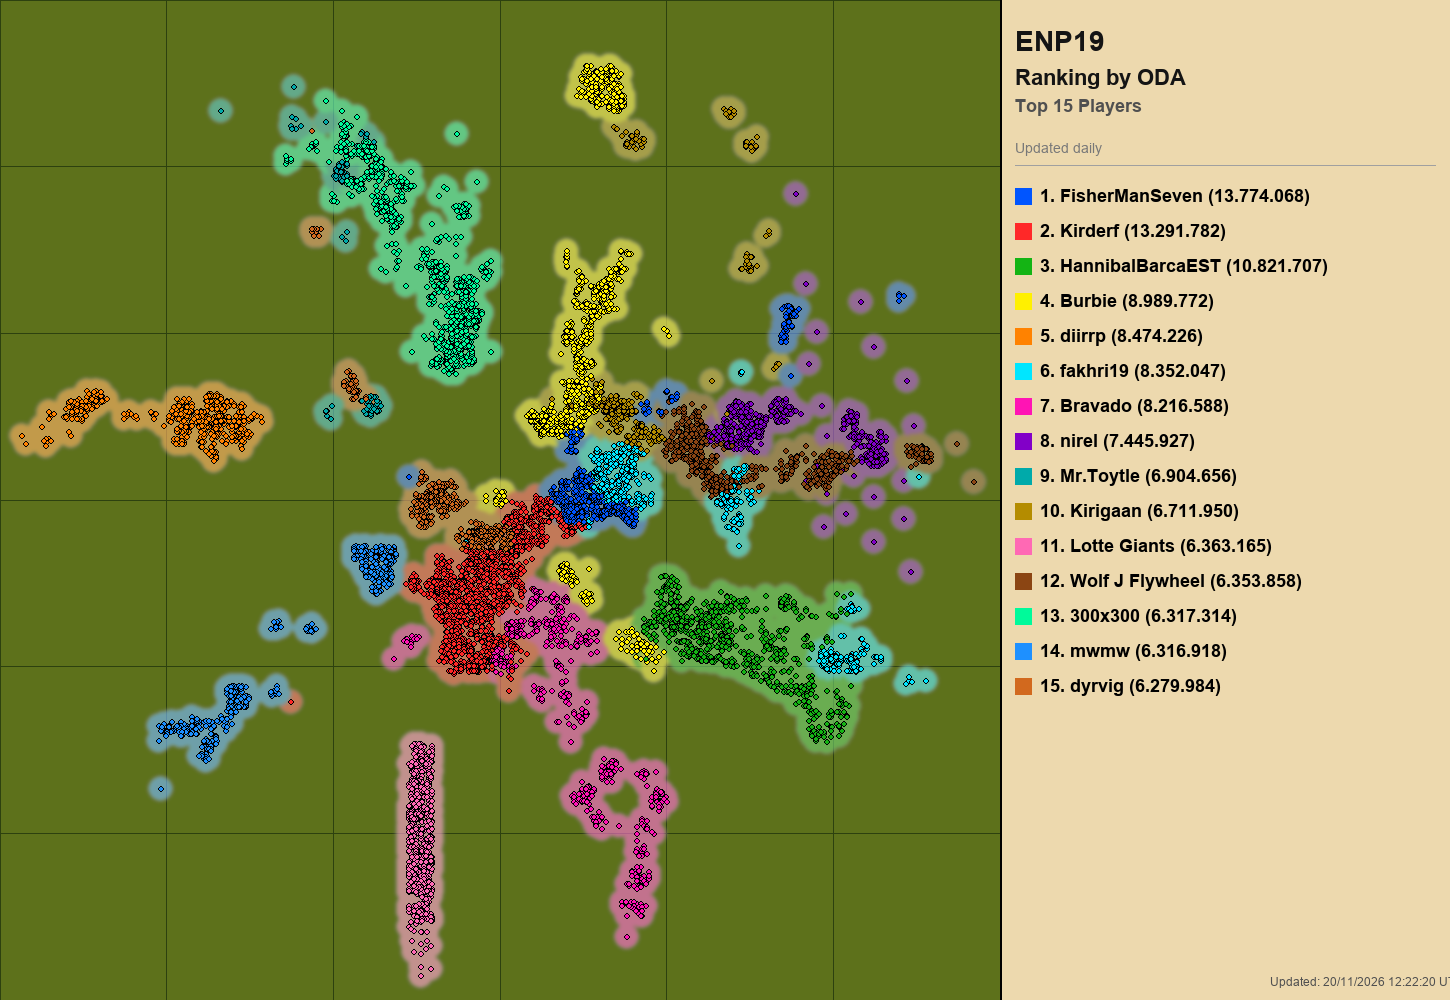 ENP19
Ranking by ODA
Top 15 Players
Updated daily
1. FisherManSeven (13.774.068)
2. Kirderf (13.291.782)
3. HannibalBarcaEST (10.821.707)
4. Burbie (8.989.772)
5. diirrp (8.474.226)
6. fakhri19 (8.352.047)
7. Bravado (8.216.588)
8. nirel (7.445.927)
9. Mr.Toytle (6.904.656)
10. Kirigaan (6.711.950)
11. Lotte Giants (6.363.165)
12. Wolf J Flywheel (6.353.858)
13. 300x300 (6.317.314)
14. mwmw (6.316.918)
15. dyrvig (6.279.984)
Updated: 20/11/2026 12:22:20 U